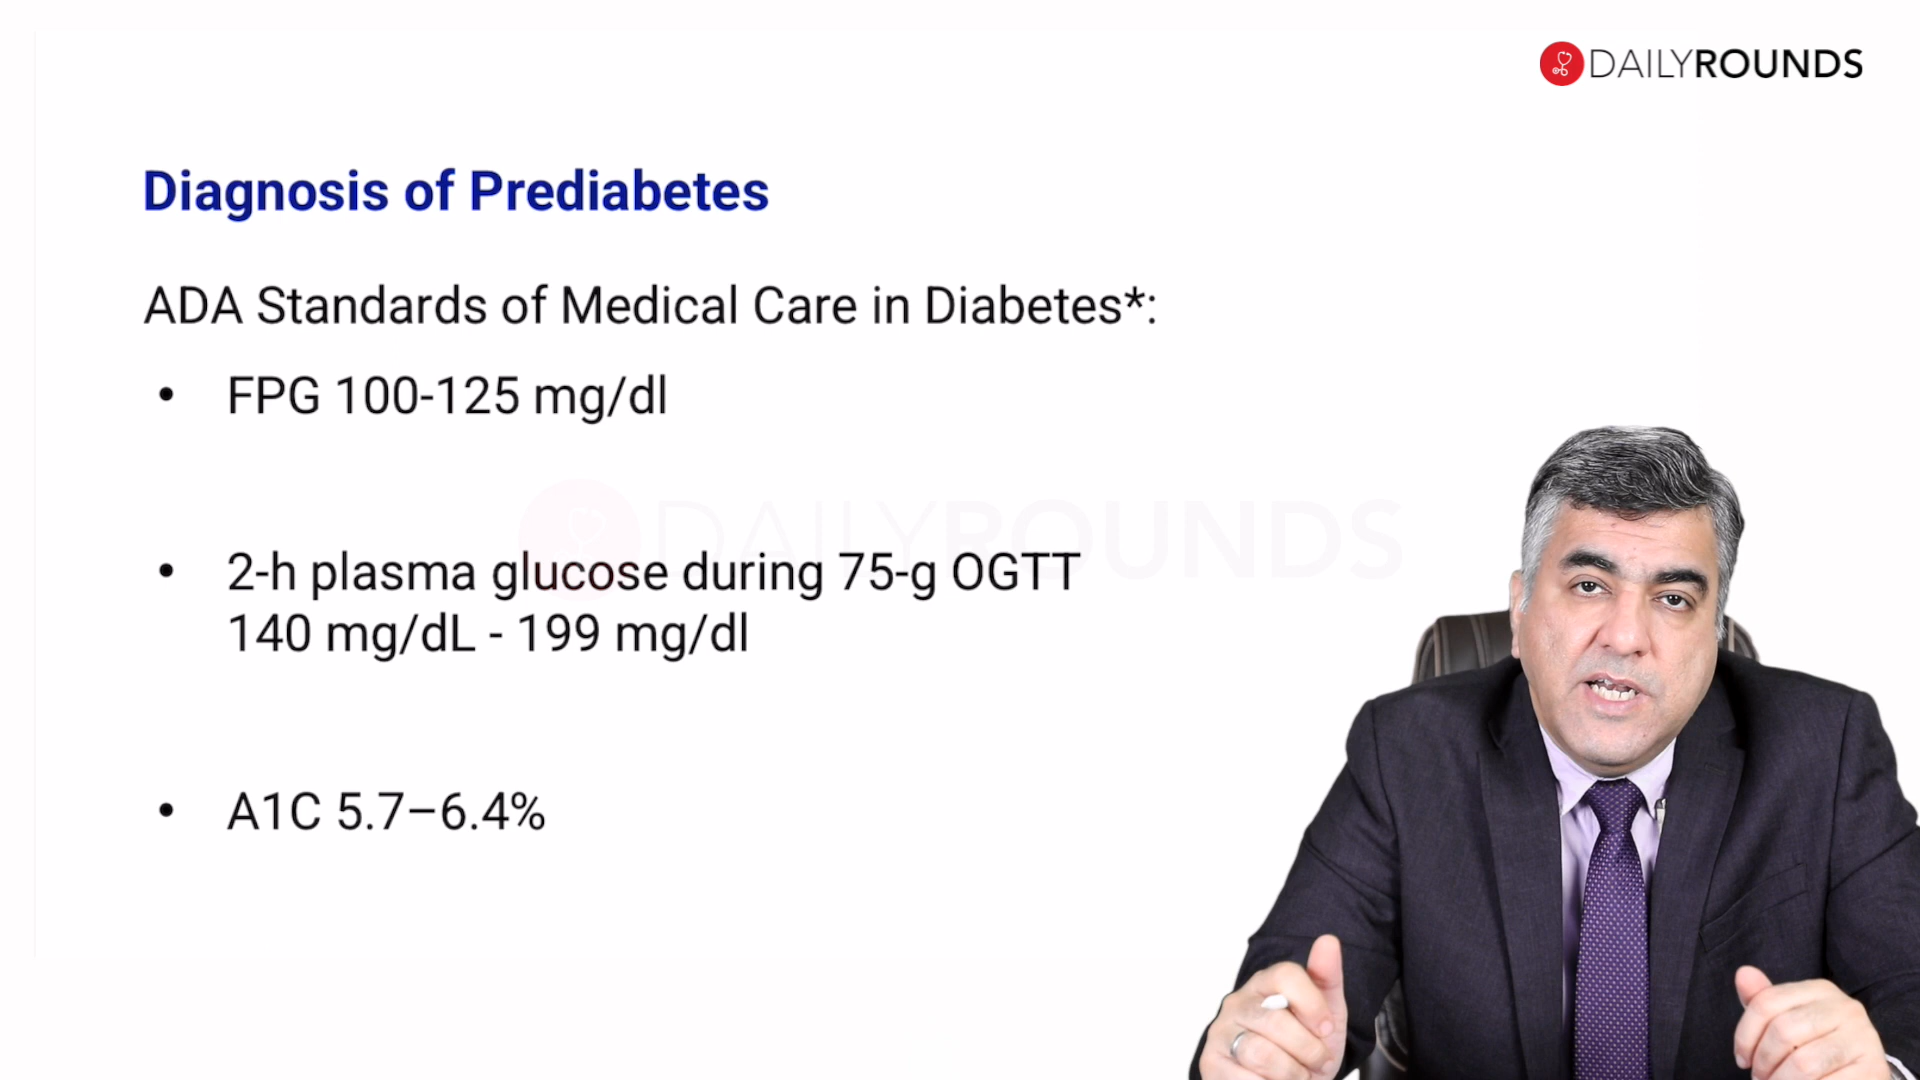 DAILYROUNDS
Diagnosis of Prediabetes
ADA Standards of Medical Care in Diabetes*:
• FPG 100-125 mg/dl
DAILYROUNDS
• 2-h plasma glucose during 75-g OGTT
140 mg/dL - 199 mg/dl
• A1C 5.7–6.4%